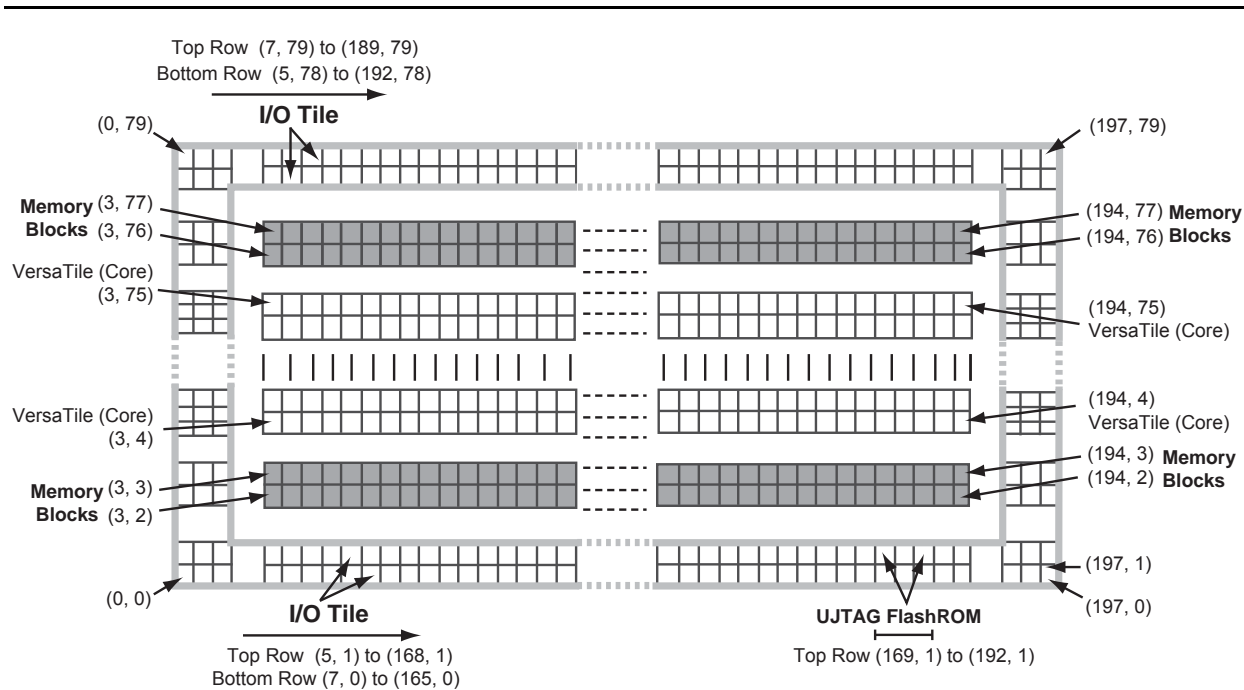 Top Row (7, 79) to (189, 79)
Bottom Row (5, 78) to (192, 78)
I/O Tile
(0, 79)
(197, 79)
Memory (3, 77)
Blocks (3, 76)
(194, 77) Memory
(194, 76) Blocks
VersaTile (Core)
(3, 75)
(194, 75)
VersaTile (Core)
VersaTile (Core)
(3, 4)
(194, 4)
VersaTile (Core)
Memory (3, 3)
Blocks (3, 2)
(194, 3) Memory
(194, 2) Blocks
(197, 1)
(0, 0)
(197, 0)
I/O Tile
UJTAG FlashROM
Top Row (5, 1) to (168, 1)
Bottom Row (7, 0) to (165, 0)
Top Row (169, 1) to (192, 1)